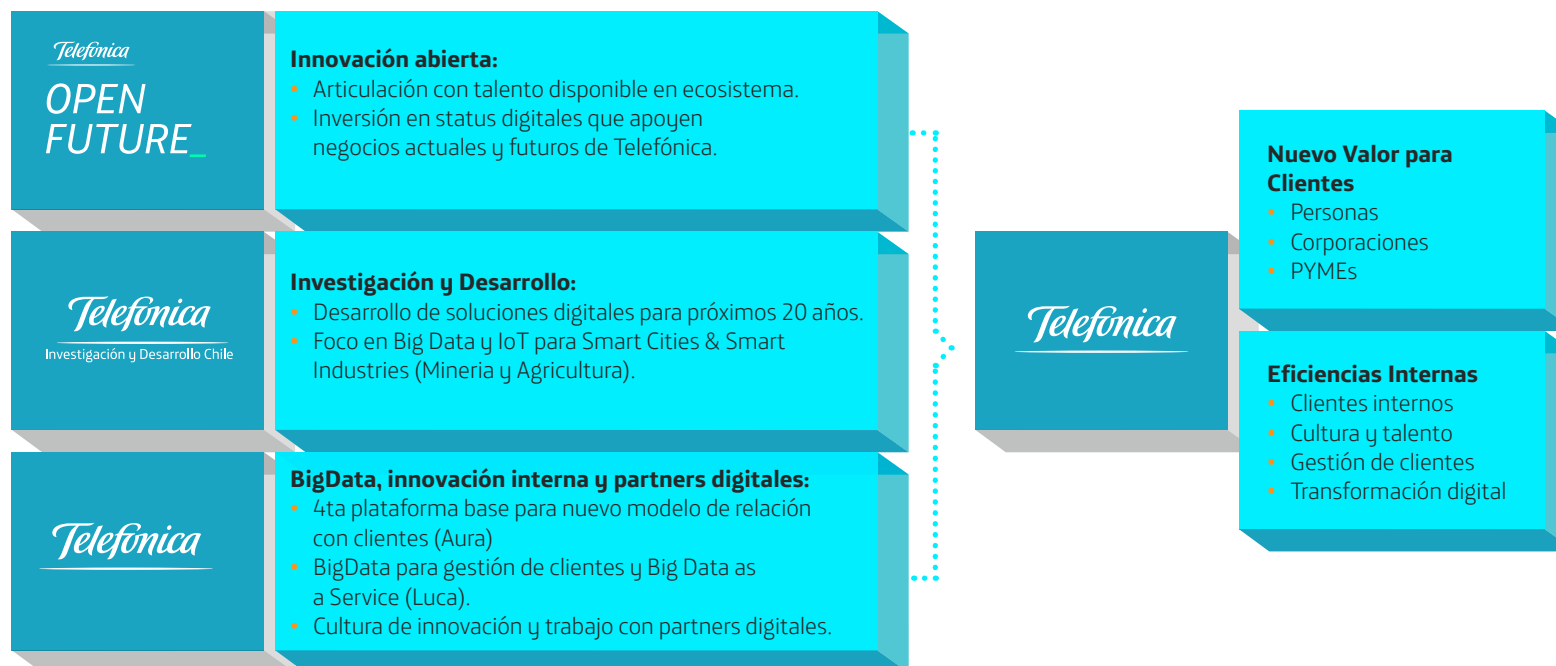 Telefónica
OPEN
FUTURE_
Innovación abierta:
• Articulación con talento disponible en ecosistema.
• Inversión en status digitales que apoyen
negocios actuales y futuros de Telefónica.
Telefónica
Investigación y Desarrollo Chile
Investigación y Desarrollo:
• Desarrollo de soluciones digitales para próximos 20 años.
• Foco en Big Data y IoT para Smart Cities & Smart
Industries (Mineria y Agricultura).
Telefónica
BigData, innovación interna y partners digitales:
• 4ta plataforma base para nuevo modelo de relación
con clientes (Aura)
• BigData para gestión de clientes y Big Data as
a Service (Luca).
• Cultura de innovación y trabajo con partners digitales.
Telefónica
Nuevo Valor para
Clientes
• Personas
• Corporaciones
• PYMEs
Eficiencias Internas
• Clientes internos
• Cultura y talento
• Gestión de clientes
• Transformación digital